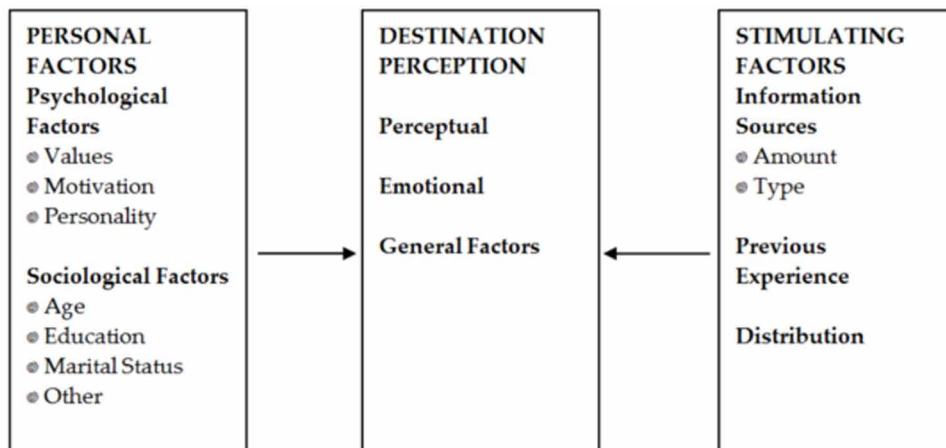 PERSONAL
FACTORS
Psychological
Factors
Values
Motivation
Personality
Sociological Factors
Age
Education
Marital Status
Other
DESTINATION
PERCEPTION
Perceptual
Emotional
General Factors
STIMULATING
FACTORS
Information
Sources
Amount
Type
Previous
Experience
Distribution